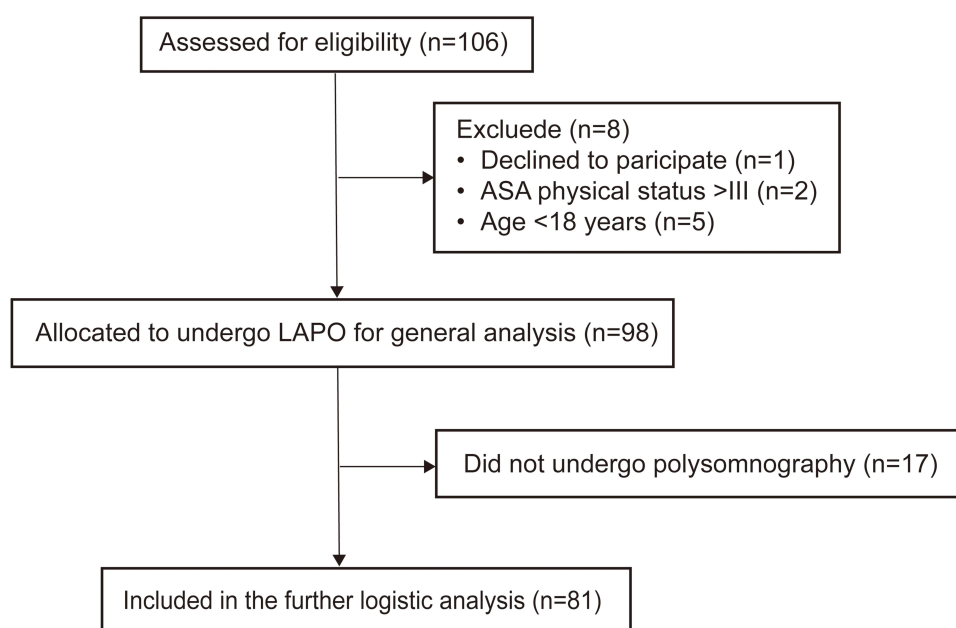 Assessed for eligibility (n=106)
Excluede (n=8)
• Declined to paricipate (n=1)
• ASA physical status >III (n=2)
• Age <18 years (n=5)
Allocated to undergo LAPO for general analysis (n=98)
Did not undergo polysomnography (n=17)
Included in the further logistic analysis (n=81)